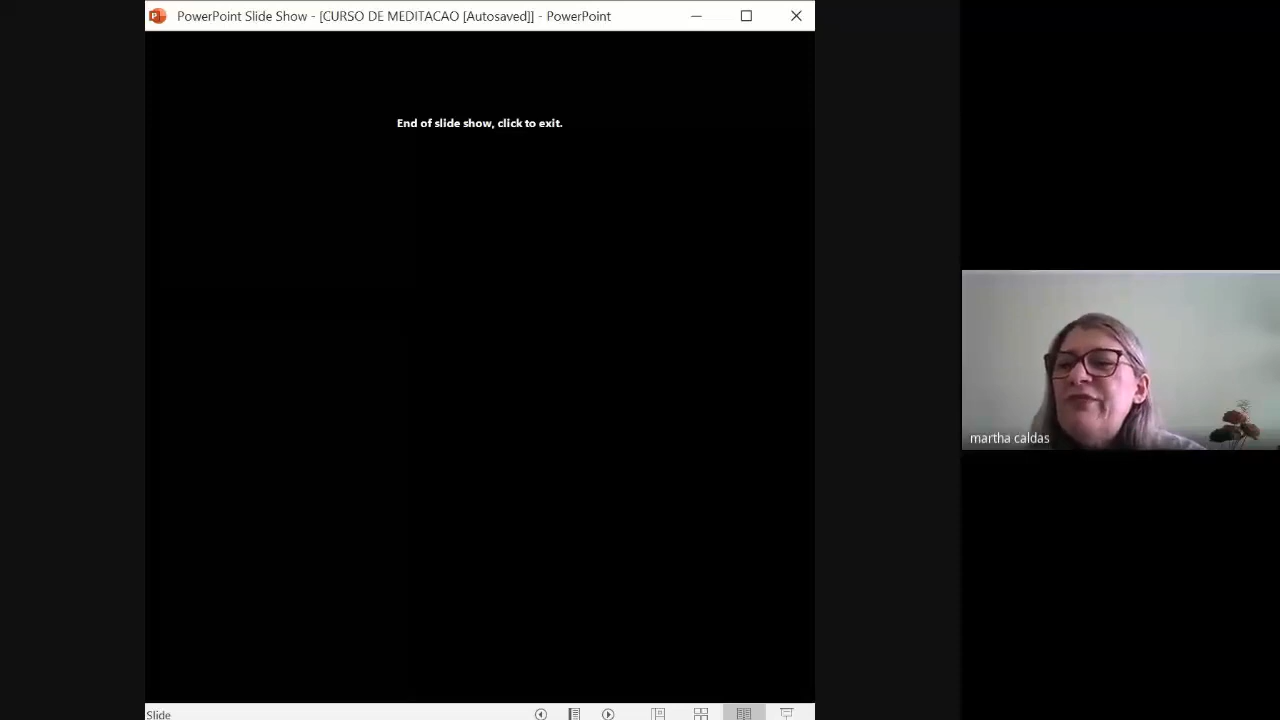 PowerPoint Slide Show - [CURSO DE MEDITACAO [Autosaved]] - PowerPoint
End of slide show, click to exit.
martha caldas
Slide